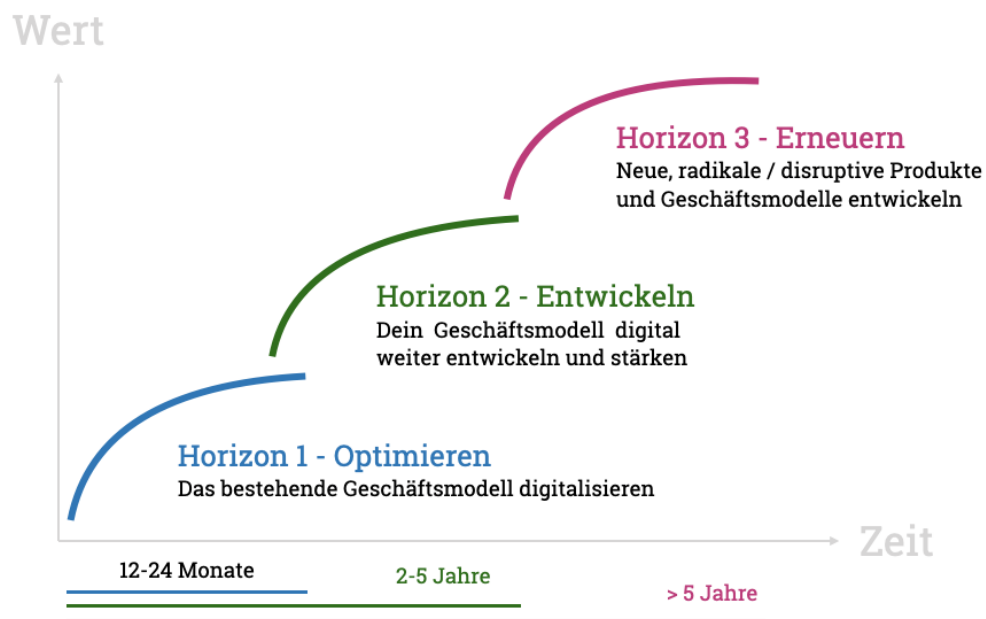 Wert
Horizon 3 - Erneuern
Neue, radikale / disruptive Produkte
und Geschäftsmodelle entwickeln
Horizon 2 - Entwickeln
Dein Geschäftsmodell digital
weiter entwickeln und stärken
Horizon 1 - Optimieren
Das bestehende Geschäftsmodell digitalisieren
Zeit
12-24 Monate
2-5 Jahre
> 5 Jahre